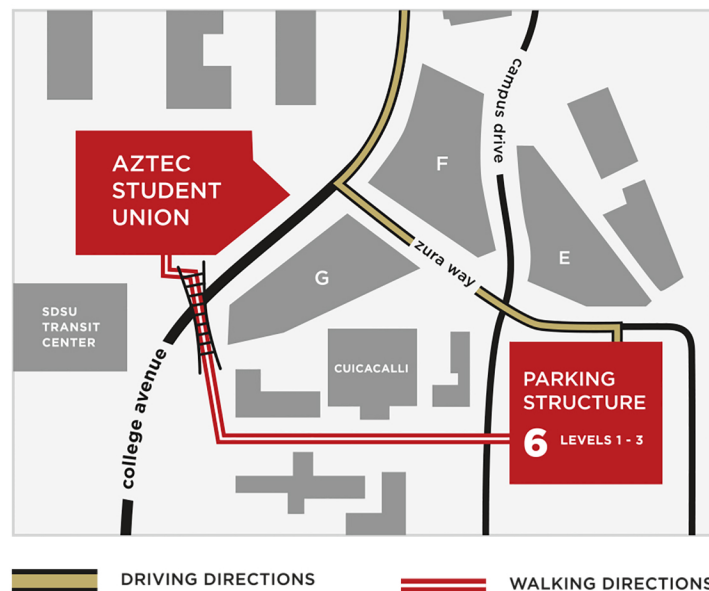 campus drive
AZTEC
STUDENT
UNION
F
zura way
E
G
SDSU
TRANSIT
CENTER
CUICACALLI
PARKING
STRUCTURE
6 LEVELS 1 - 3
college avenue
DRIVING DIRECTIONS
WALKING DIRECTIONS